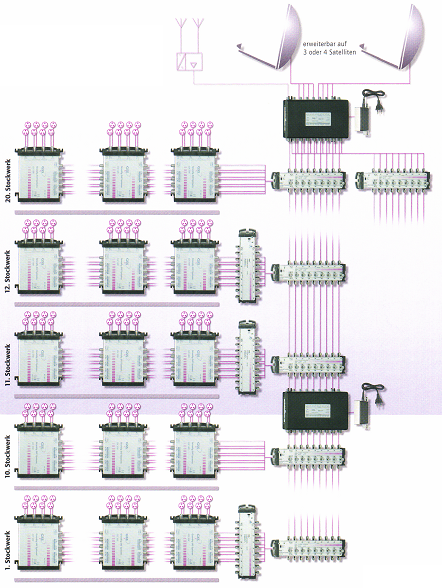 erweiterbar auf
3 oder 4 Satelliten
20. Stockwerk
12. Stockwerk
11. Stockwerk
10. Stockwerk
1. Stockwerk